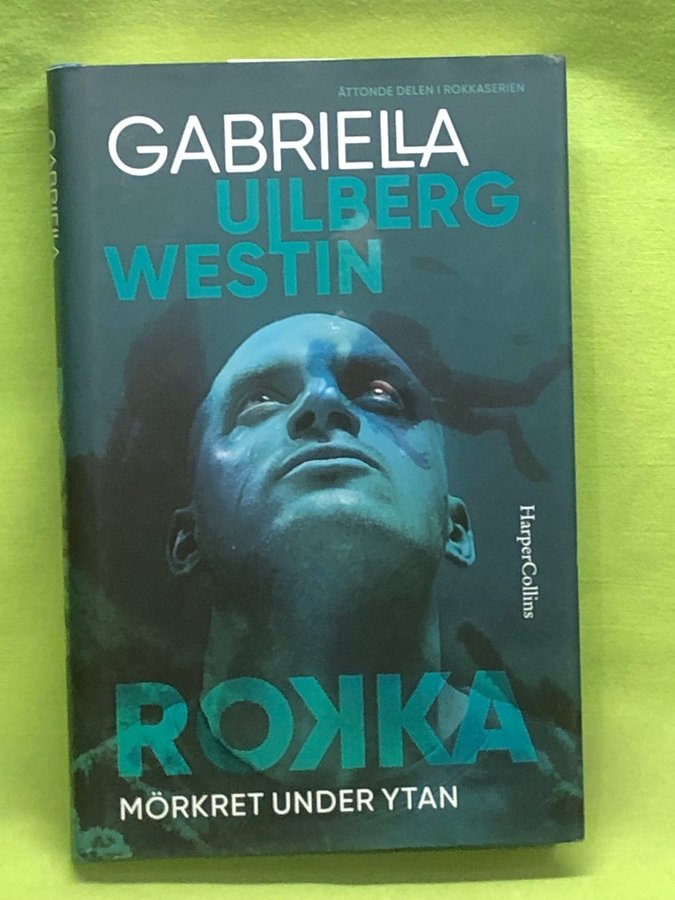 ÅTTONDE DELEN I ROKKASERIEN
GABRIELLA
ULLBERG
WESTIN
HarperCollins
ROKKA
MÖRKRET UNDER YTAN
GABRIELLA